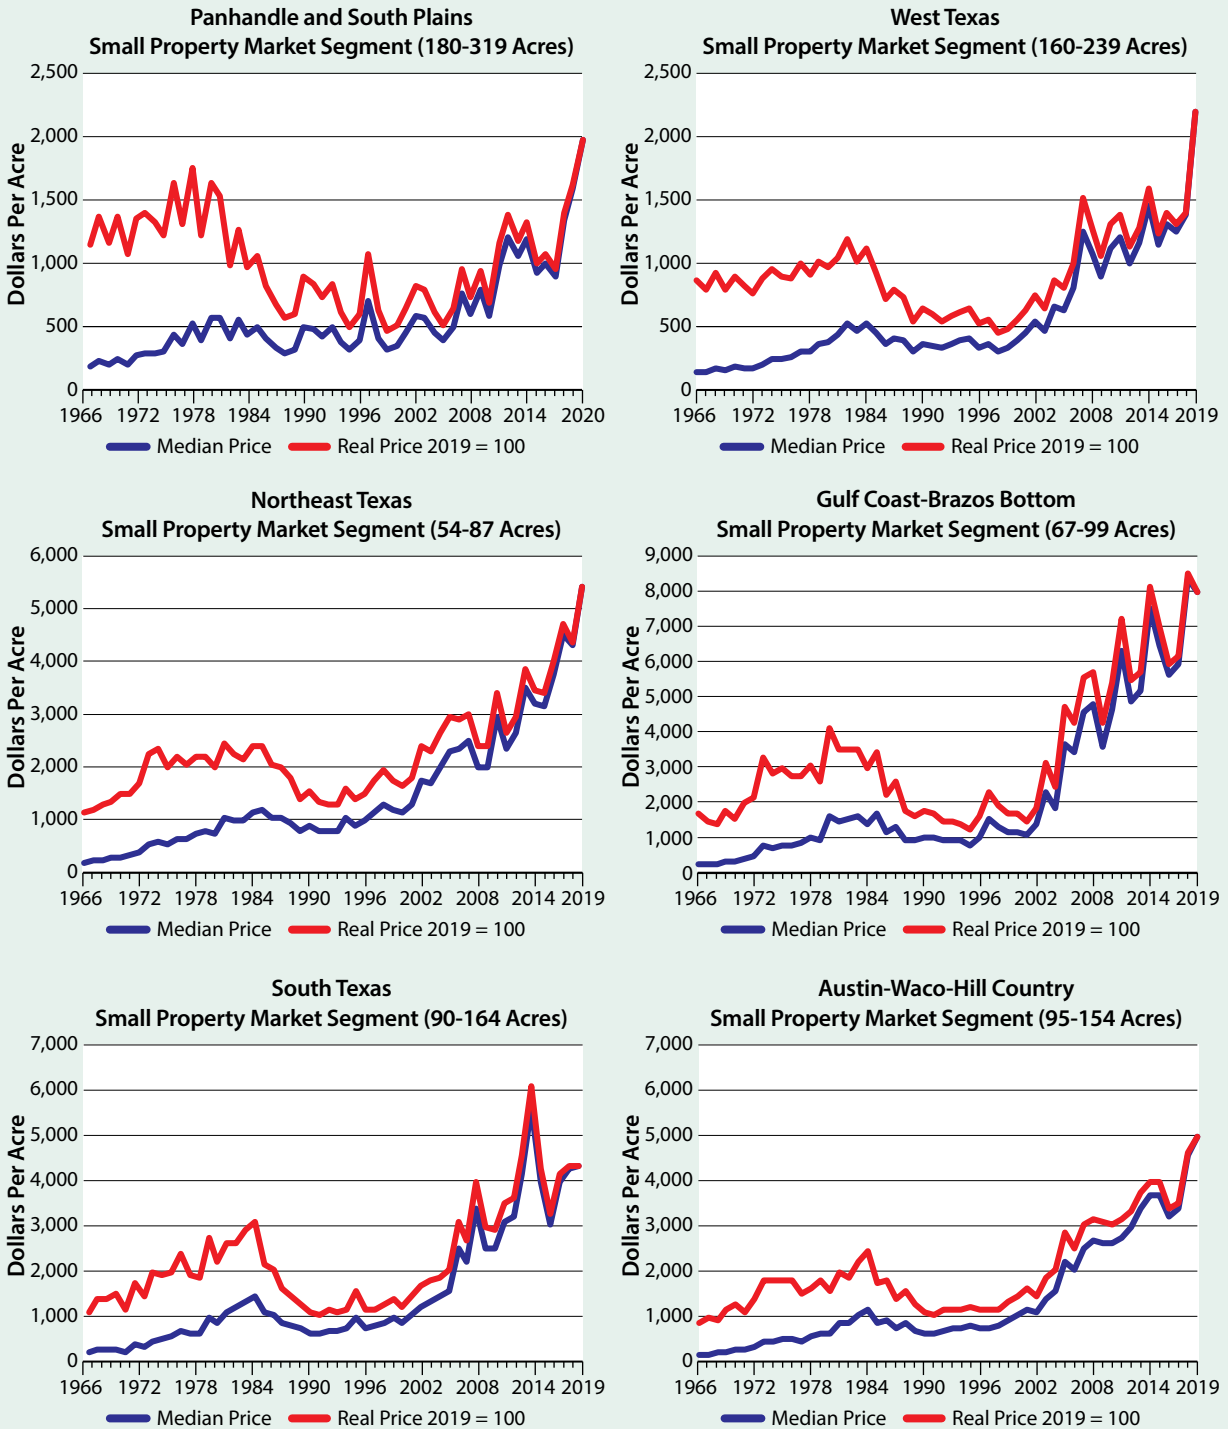 Panhandle and South Plains
Small Property Market Segment (180-319 Acres)
Dollars Per Acre
2,500
2,000
1,500
1,000
500
0
1966 1972 1978 1984 1990 1996 2002 2008 2014 2020
Median Price Real Price 2019 = 100
West Texas
Small Property Market Segment (160-239 Acres)
Dollars Per Acre
2,500
2,000
1,500
1,000
500
0
1966 1972 1978 1984 1990 1996 2002 2008 2014 2019
Median Price Real Price 2019 = 100
Northeast Texas
Small Property Market Segment (54-87 Acres)
Dollars Per Acre
6,000
5,000
4,000
3,000
2,000
1,000
0
1966 1972 1978 1984 1990 1996 2002 2008 2014 2019
Median Price Real Price 2019 = 100
Gulf Coast-Brazos Bottom
Small Property Market Segment (67-99 Acres)
Dollars Per Acre
9,000
8,000
7,000
6,000
5,000
4,000
3,000
2,000
1,000
0
1966 1972 1978 1984 1990 1996 2002 2008 2014 2019
Median Price Real Price 2019 = 100
South Texas
Small Property Market Segment (90-164 Acres)
Dollars Per Acre
7,000
6,000
5,000
4,000
3,000
2,000
1,000
0
1966 1972 1978 1984 1990 1996 2002 2008 2014 2019
Median Price Real Price 2019 = 100
Austin-Waco-Hill Country
Small Property Market Segment (95-154 Acres)
Dollars Per Acre
7,000
6,000
5,000
4,000
3,000
2,000
1,000
0
1966 1972 1978 1984 1990 1996 2002 2008 2014 2019
Median Price Real Price 2019 = 100